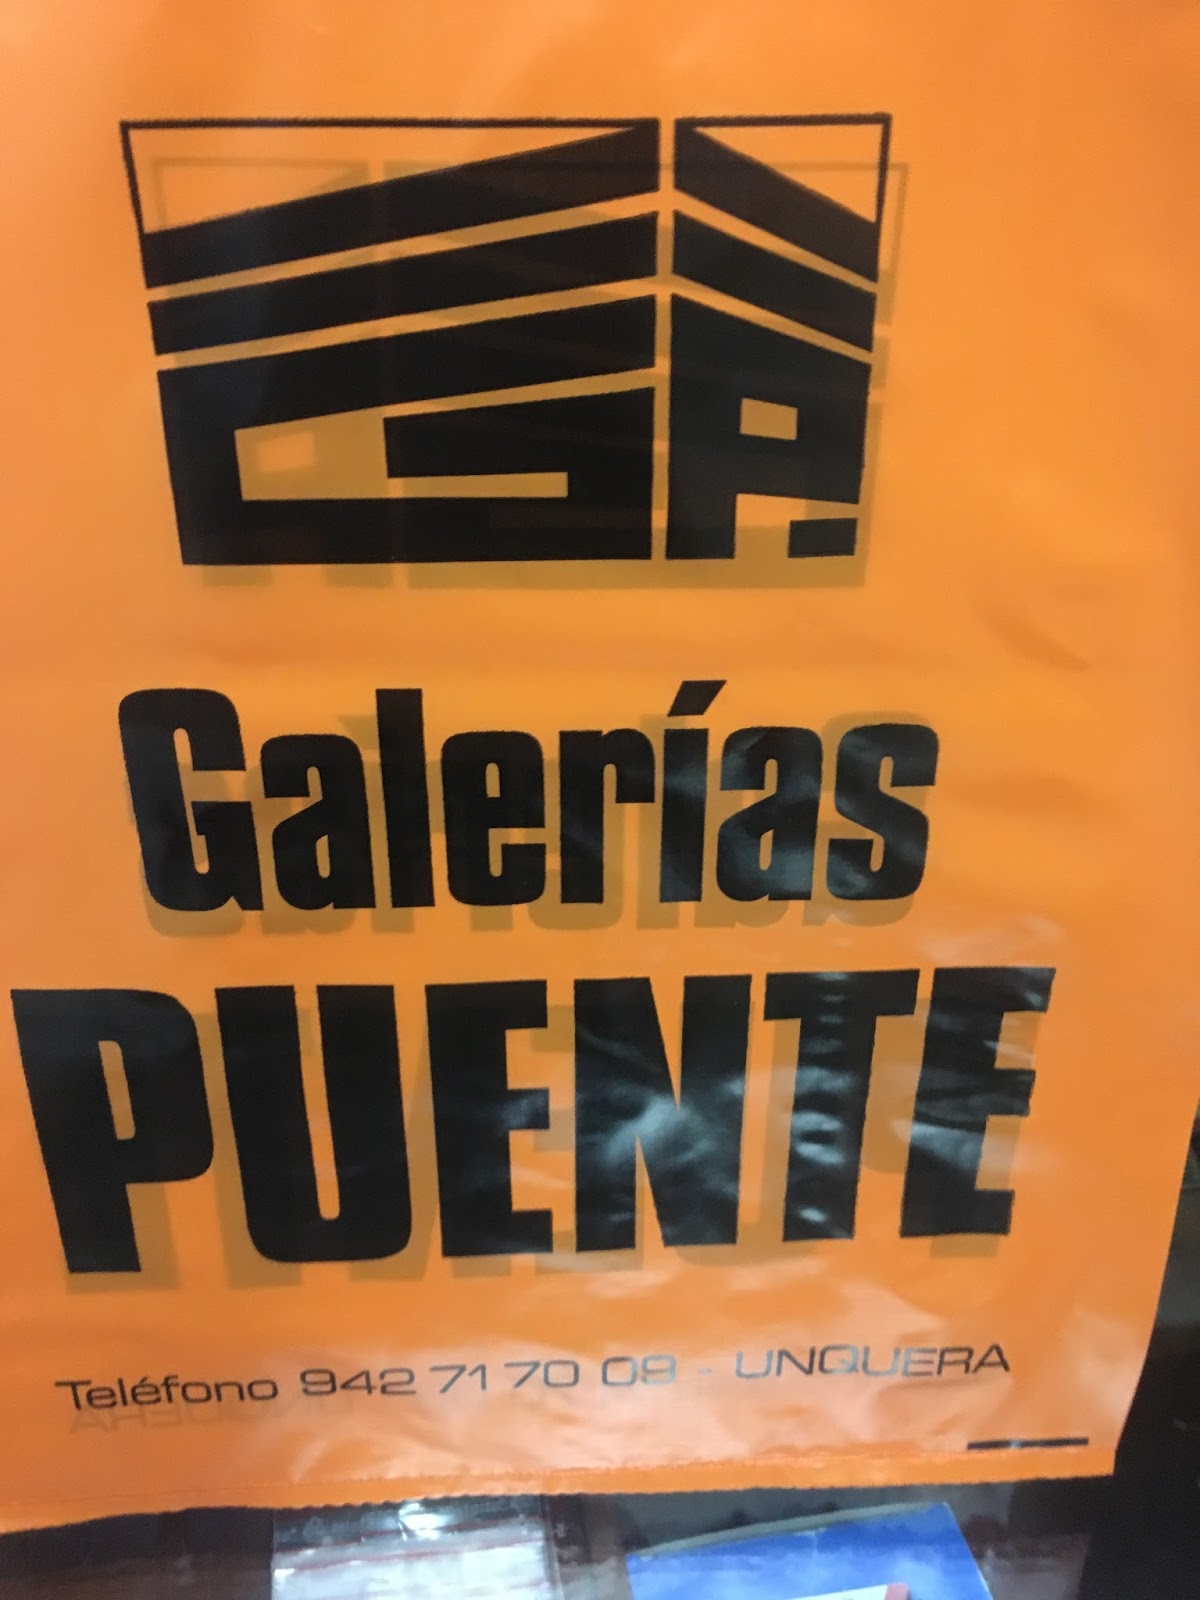 GP.
Galerías
PUENTE
Teléfono 942 71 70 09 - UNQUERA